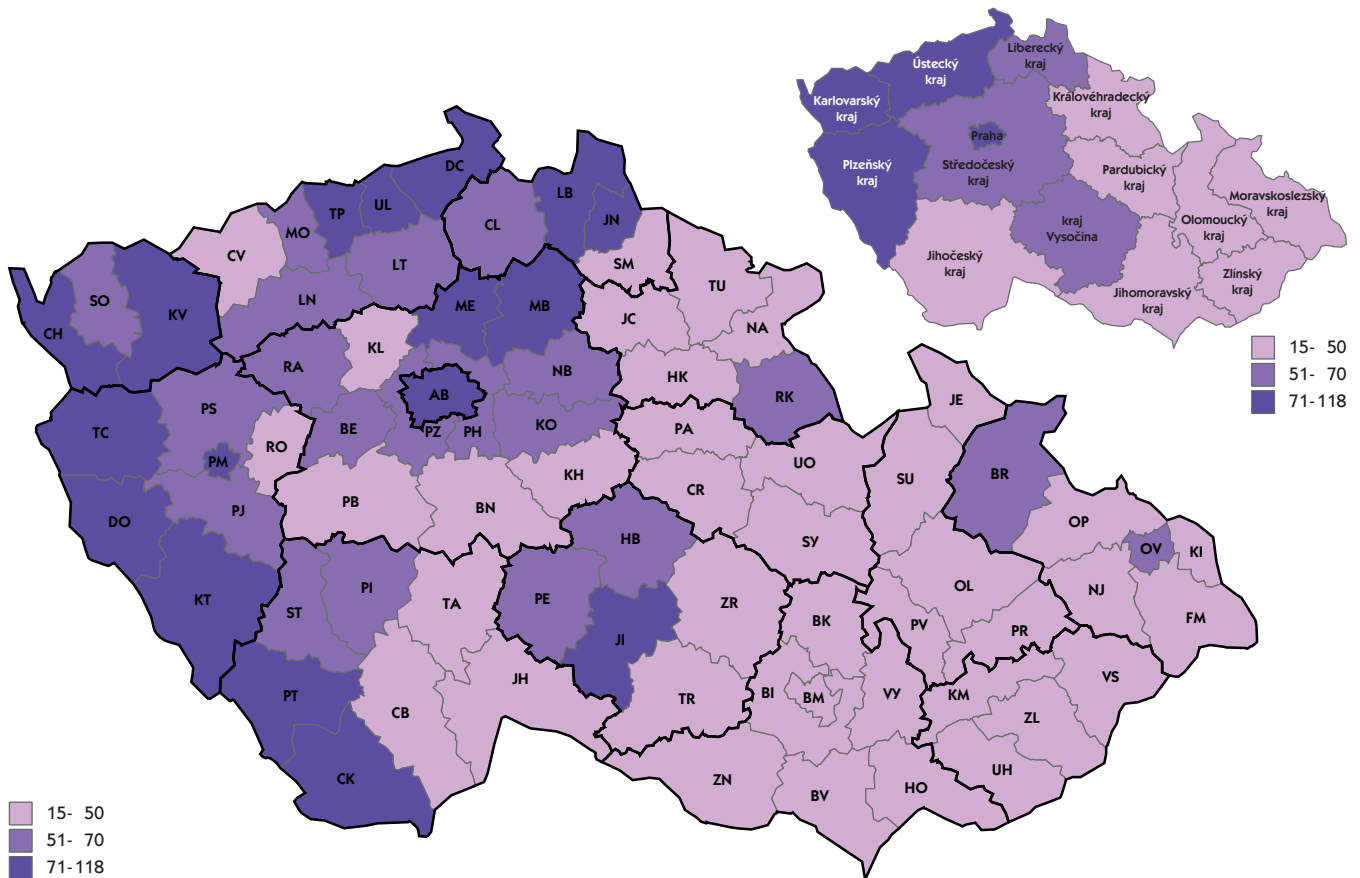 Liberecký
kraj
Ústecký
kraj
Karlovarský
kraj
Královéhradecký
kraj
Praha
Plzeňský
kraj
Středočeský
kraj
Pardubický
kraj
Moravskoslezský
kraj
kraj
Vysočina
Olomoucký
kraj
Jihočeský
kraj
Zlínský
kraj
Jihomoravský
kraj
15- 50
51- 70
71-118
DC
TP
UL
LB
JN
MO
CL
CV
LT
SM
SO
LN
TU
KV
ME
MB
CH
JC
NA
KL
RA
NB
HK
AB
RK
PS
JE
BE
PZ
PH
KO
PA
TC
RO
PM
UO
KH
SU
BR
CR
PB
BN
PJ
DO
OP
HB
SY
OV
KI
PI
OL
NJ
KT
ST
TA
PE
ZR
BK
FM
PV
PR
JI
JH
VS
PT
TR
BI
BM
VY
KM
CB
ZL
UH
CK
ZN
HO
BV
15- 50
51- 70
71-118